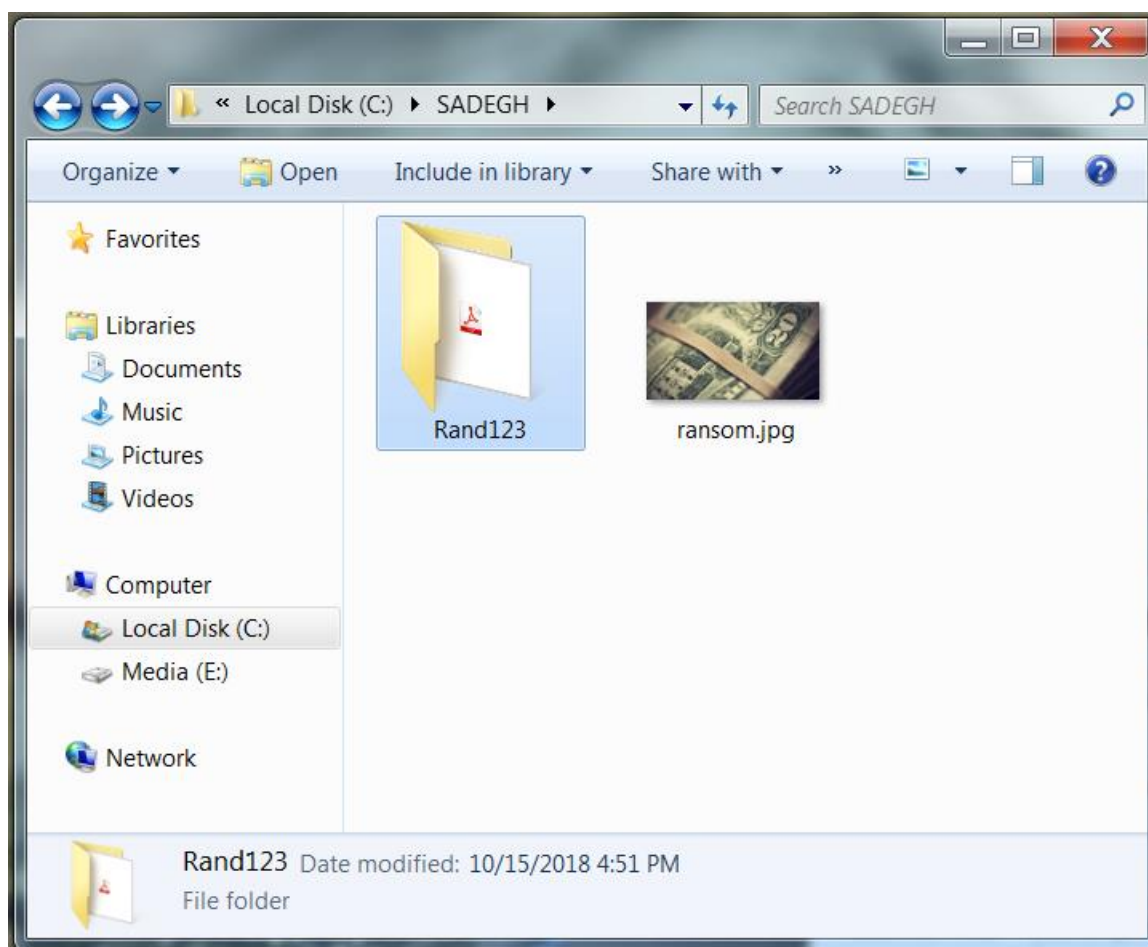 « Local Disk (C:) ▸ SADEGH ▸
Search SADEGH
Organize ▾ Open Include in library ▾ Share with ▾ »
Favorites
Libraries
Documents
Music
Pictures
Videos
Computer
Local Disk (C:)
Media (E:)
Network
Rand123
ransom.jpg
Rand123 Date modified: 10/15/2018 4:51 PM
File folder